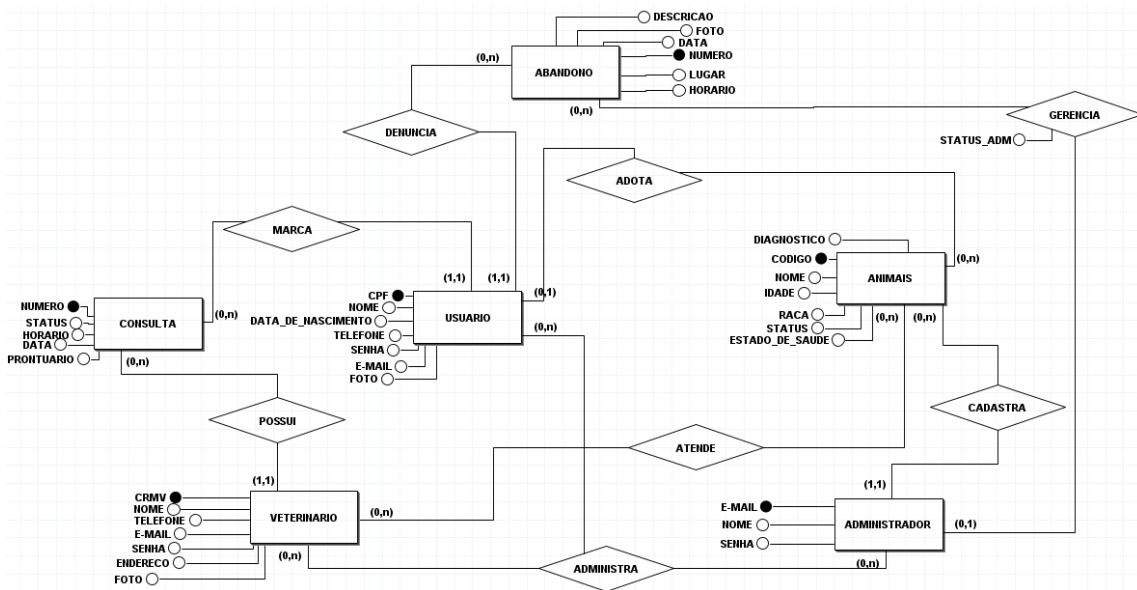 DESCRICAO
FOTO
DATA
(0,n)
NUMERO
ABANDONO
LUGAR
HORARIO
(0,n)
GERENCIA
DENUNCIA
STATUS_ADM
ADOTA
MARCA
DIAGNOSTICO
CODIGO
(0,n)
ANIMAIS
NOME
IDADE
(1,1)
(1,1)
CPF
(0,1)
NUMERO
NOME
USUARIO
RACA
(0,n)
(0,n)
STATUS
CONSULTA
(0,n)
DATA_DE_NASCIMENTO
(0,n)
STATUS
HORARIO
TELEFONE
ESTADO_DE_SAUDE
DATA
SENHA
PRONTUARIO
(0,n)
E-MAIL
FOTO
CADASTRA
POSSUI
ATENDE
(1,1)
(1,1)
CRMV
NOME
E-MAIL
TELEFONE
VETERINARIO
(0,n)
NOME
ADMINISTRADOR
(0,1)
E-MAIL
SENHA
SENHA
(0,n)
ENDERECO
(0,n)
ADMINISTRA
FOTO